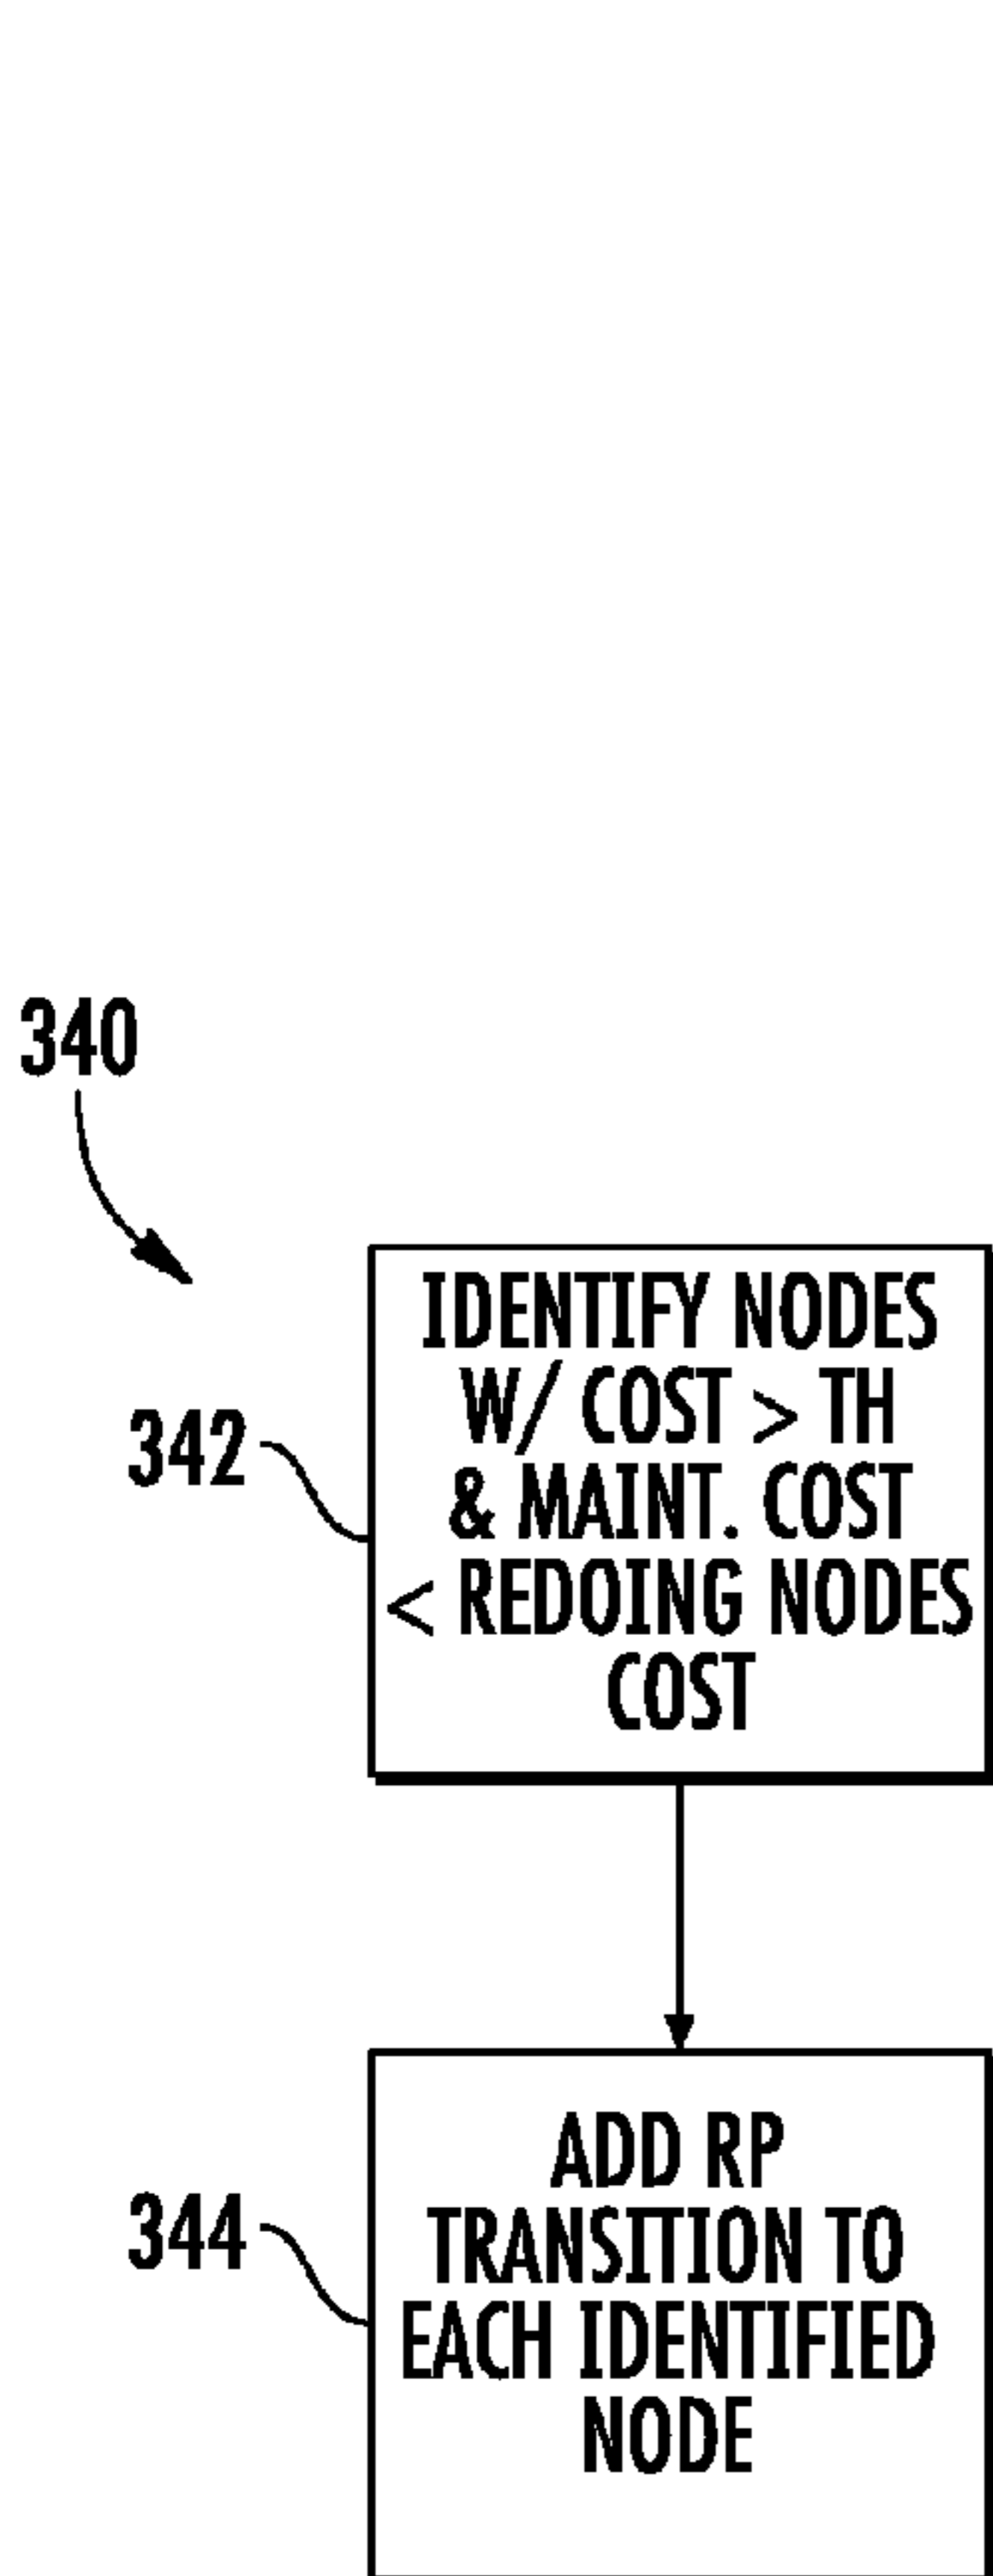 340
IDENTIFY NODES
W/ COST > TH
342
& MAINT. COST
< REDOING NODES
COST
ADD RP
344
TRANSITION TO
EACH IDENTIFIED
NODE